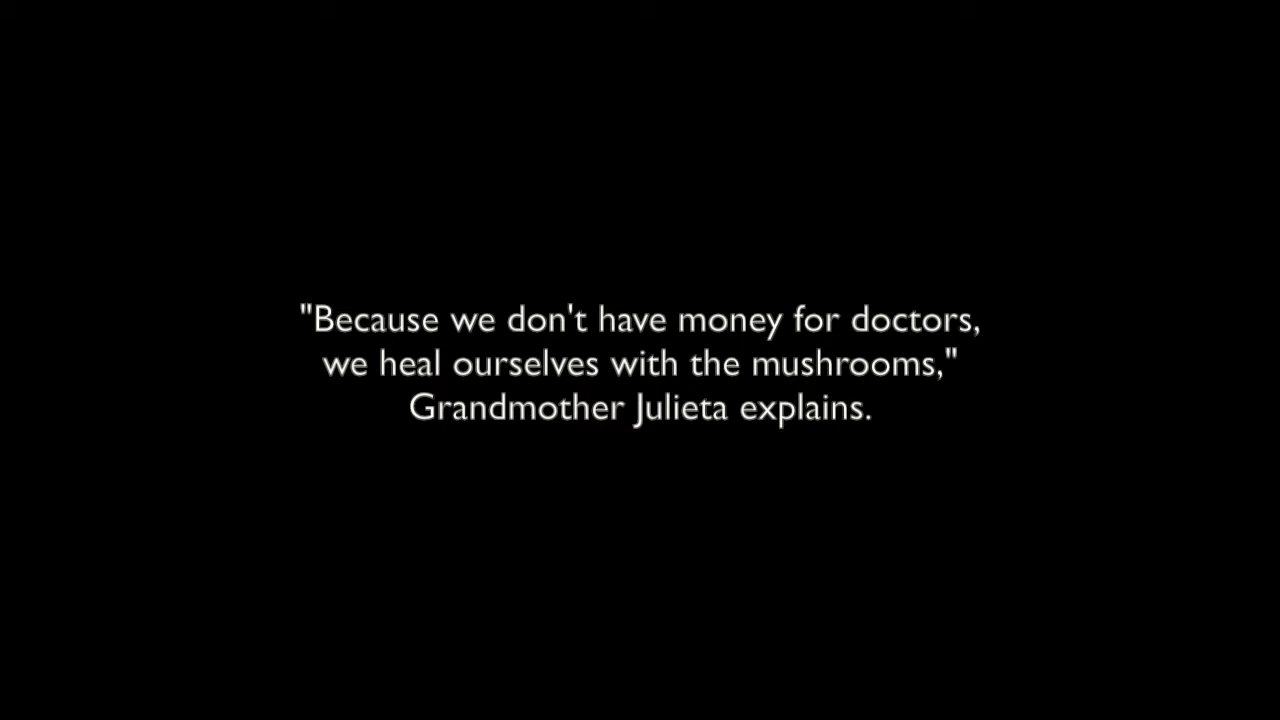 "Because we don't have money for doctors,
we heal ourselves with the mushrooms,"
Grandmother Julieta explains.